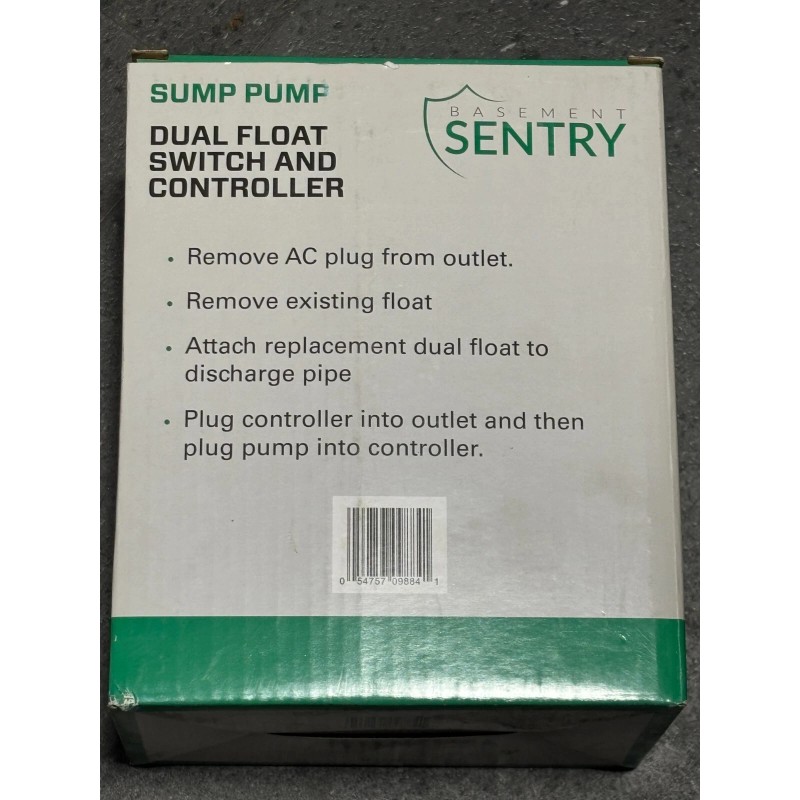 SUMP PUMP
DUAL FLOAT
SWITCH AND
CONTROLLER
BASEMENT
SENTRY
• Remove AC plug from outlet.
• Remove existing float
• Attach replacement dual float to
discharge pipe
• Plug controller into outlet and then
plug pump into controller.
0 54757 09884 1